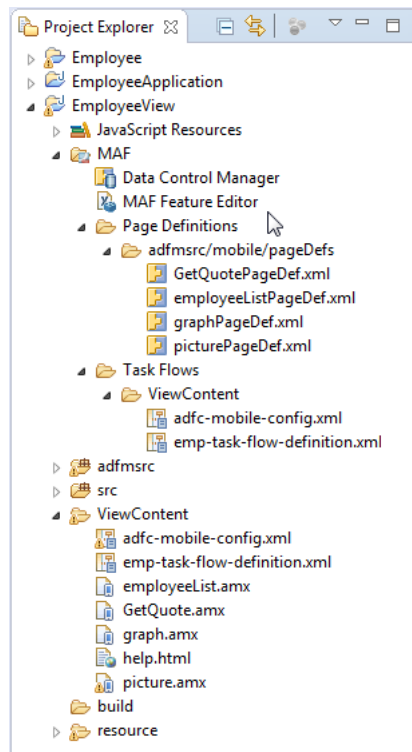 Project Explorer
Employee
EmployeeApplication
EmployeeView
JavaScript Resources
MAF
Data Control Manager
MAF Feature Editor
Page Definitions
adfmsrc/mobile/pageDefs
GetQuotePageDef.xml
employeeListPageDef.xml
graphPageDef.xml
picturePageDef.xml
Task Flows
ViewContent
adfc-mobile-config.xml
emp-task-flow-definition.xml
adfmsrc
src
ViewContent
adfc-mobile-config.xml
emp-task-flow-definition.xml
employeeList.amx
GetQuote.amx
graph.amx
help.html
picture.amx
build
resource